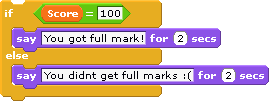 if Score = 100
say You got full mark! for 2 secs
else
say You didnt get full marks :( for 2 secs